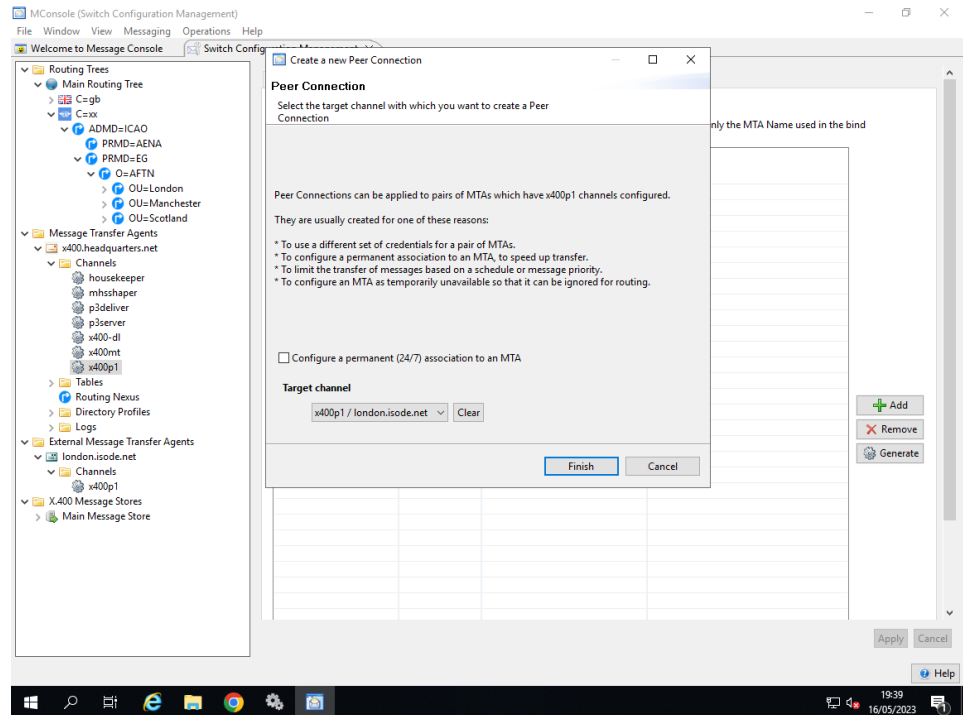 MConsole (Switch Configuration Management)
File Window View Messaging Operations Help
Welcome to Message Console
Switch Config
Routing Trees
Main Routing Tree
C=gb
C=xx
ADMD=ICAO
PRMD=AENA
PRMD=EG
O=AFTN
OU=London
OU=Manchester
OU=Scotland
Message Transfer Agents
x400.headquarters.net
Channels
housekeeper
mhsshaper
p3deliver
p3server
x400-dl
x400mt
x400p1
Tables
Routing Nexus
Directory Profiles
Logs
External Message Transfer Agents
london.isode.net
Channels
x400p1
X.400 Message Stores
Main Message Store
Create a new Peer Connection
Peer Connection
Select the target channel with which you want to create a Peer
Connection
nly the MTA Name used in the bind
Peer Connections can be applied to pairs of MTAs which have x400p1 channels configured.
They are usually created for one of these reasons:
* To use a different set of credentials for a pair of MTAs.
* To configure a permanent association to an MTA, to speed up transfer.
* To limit the transfer of messages based on a schedule or message priority.
* To configure an MTA as temporarily unavailable so that it can be ignored for routing.
Configure a permanent (24/7) association to an MTA
Target channel
x400p1 / london.isode.net
Clear
Finish
Cancel
Add
Remove
Generate
Apply
Cancel
Help
19:39
16/05/2023
1